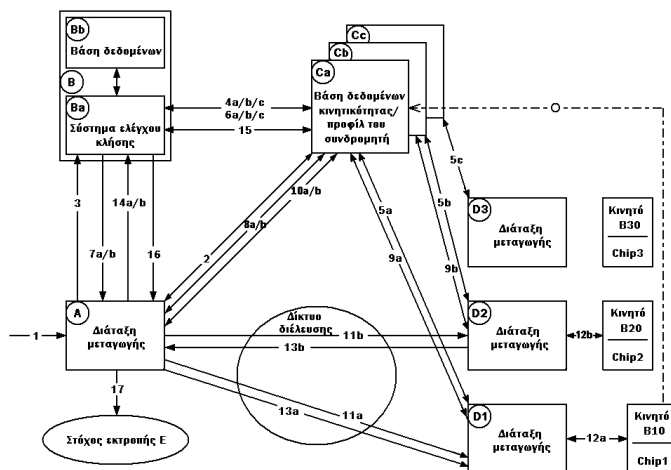 Bb
Βάση δεδομένων
B
Ba
Σύστημα ελέγχου
κλήσης
Cc
Cb
Ca
Βάση δεδομένων
κινητικότητας/
προφίλ του
συνδρομητή
4a/b/c
6a/b/c
15
3
14a/b
7a/b
16
2
8a/b
10a/b
5a
9a
5b
9b
5c
D3
Διάταξη
μεταγωγής
Κινητό
B30
Chip3
A
Διάταξη
μεταγωγής
1
Δίκτυο
διέλευσης
11b
13b
D2
Διάταξη
μεταγωγής
12b
Κινητό
B20
Chip2
17
13a
11a
Στόχος εκτροπής E
D1
Διάταξη
μεταγωγής
12a
Κινητό
B10
Chip1